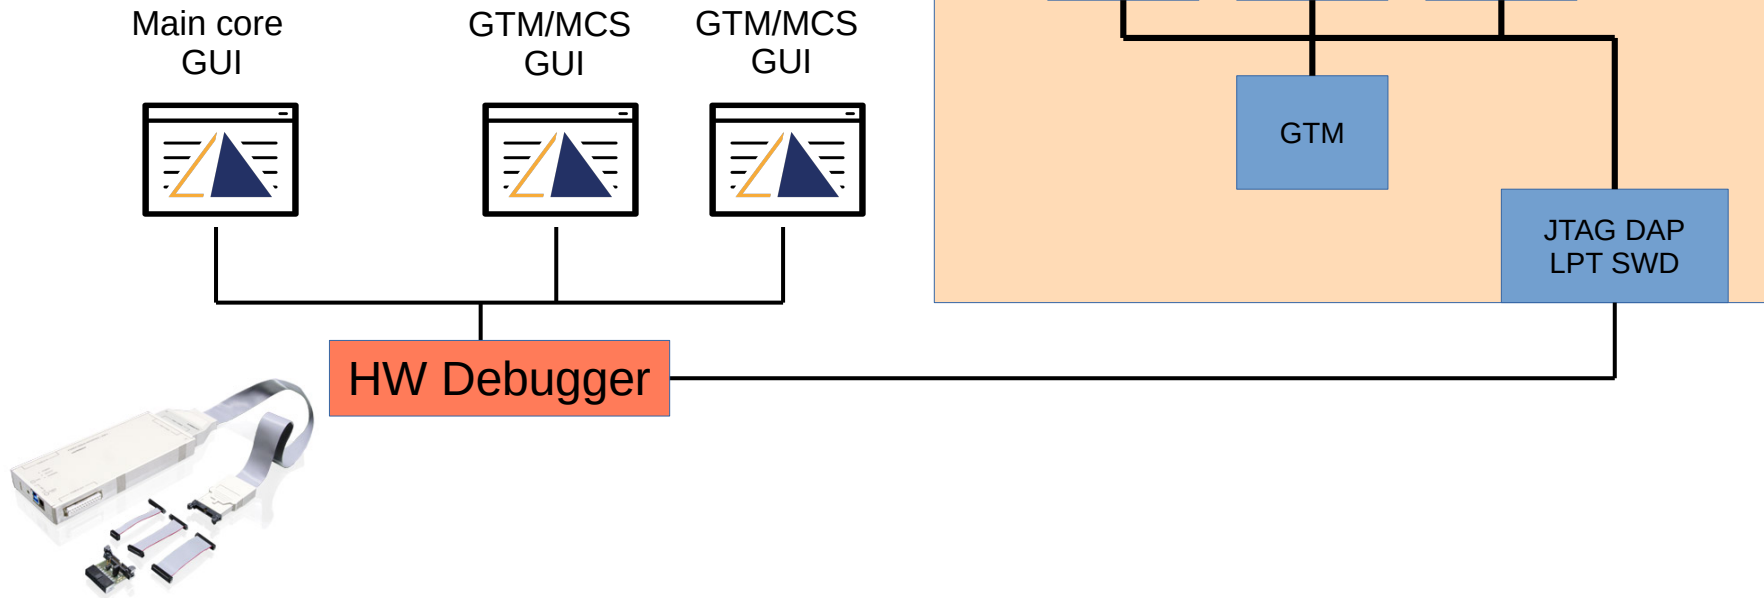 Main core
GUI
GTM/MCS
GUI
GTM/MCS
GUI
GTM
JTAG DAP
LPT SWD
HW Debugger